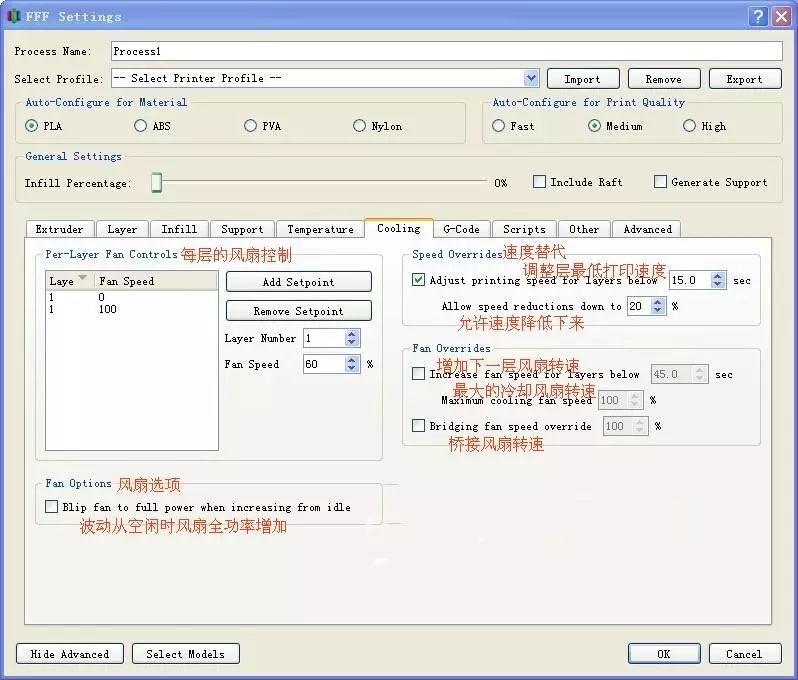 FFF Settings
Process Name: Process1
Select Profile: -- Select Printer Profile -- Import Remove Export
Auto-Configure for Material
PLA ABS PVA Nylon
Auto-Configure for Print Quality
Fast Medium High
General Settings
Infill Percentage: 0% Include Raft Generate Support
Extruder Layer Infill Support Temperature Cooling G-Code Scripts Other Advanced
Per-Layer Fan Controls 每层的风扇控制
Laye Fan Speed
1 0
1 100
Add Setpoint
Remove Setpoint
Layer Number 1
Fan Speed 60 %
Speed Overrides 速度替代
调整层最低打印速度
Adjust printing speed for layers below 15.0 sec
Allow speed reductions down to 20 %
允许速度降低下来
Fan Overrides
增加下一层风扇转速
Increase fan speed for layers below 45.0 sec
最大的冷却风扇转速
Maximum cooling fan speed 100 %
Bridging fan speed override 100 %
桥接风扇转速
Fan Options 风扇选项
Blip fan to full power when increasing from idle
波动从空闲时风扇全功率增加
Hide Advanced Select Models OK Cancel